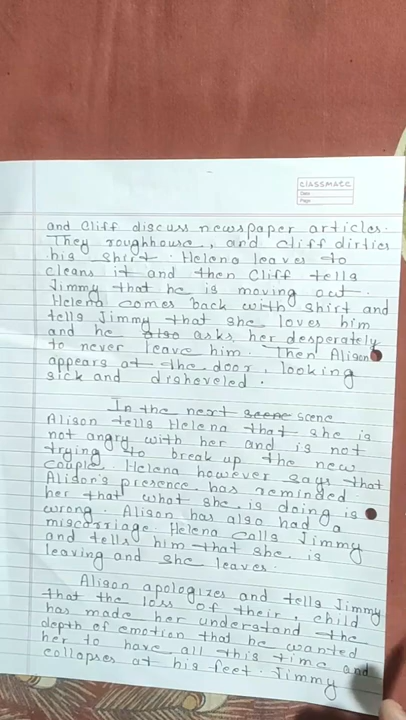 CLASSMATE
Date
Page
and Cliff discuss newspaper articles.
They roughhouse, and cliff dirties
his shirt. Helena leaves to
cleans it and then Cliff tells
Jimmy that he is moving out.
Helena comes back with shirt and
tells Jimmy that she loves him
and he also asks her desperately
to never leave him. Then Alison
appears at the door, looking
sick and disheveled.
In the next scene scene
Alison tells Helena that she is
not angry with her and is not
trying to break up the new
couple. Helena however says that
Alison's presence has reminded
her that what she is doing is
wrong. Alison has also had a
miscarriage. Helena calls Jimmy
and tells him that she is
leaving and she leaves.
Alison apologizes and tells Jimmy
that the loss of their child
has made her understand the
depth of emotion that he wanted
her to have all this time and
collapses at his feet. Jimmy